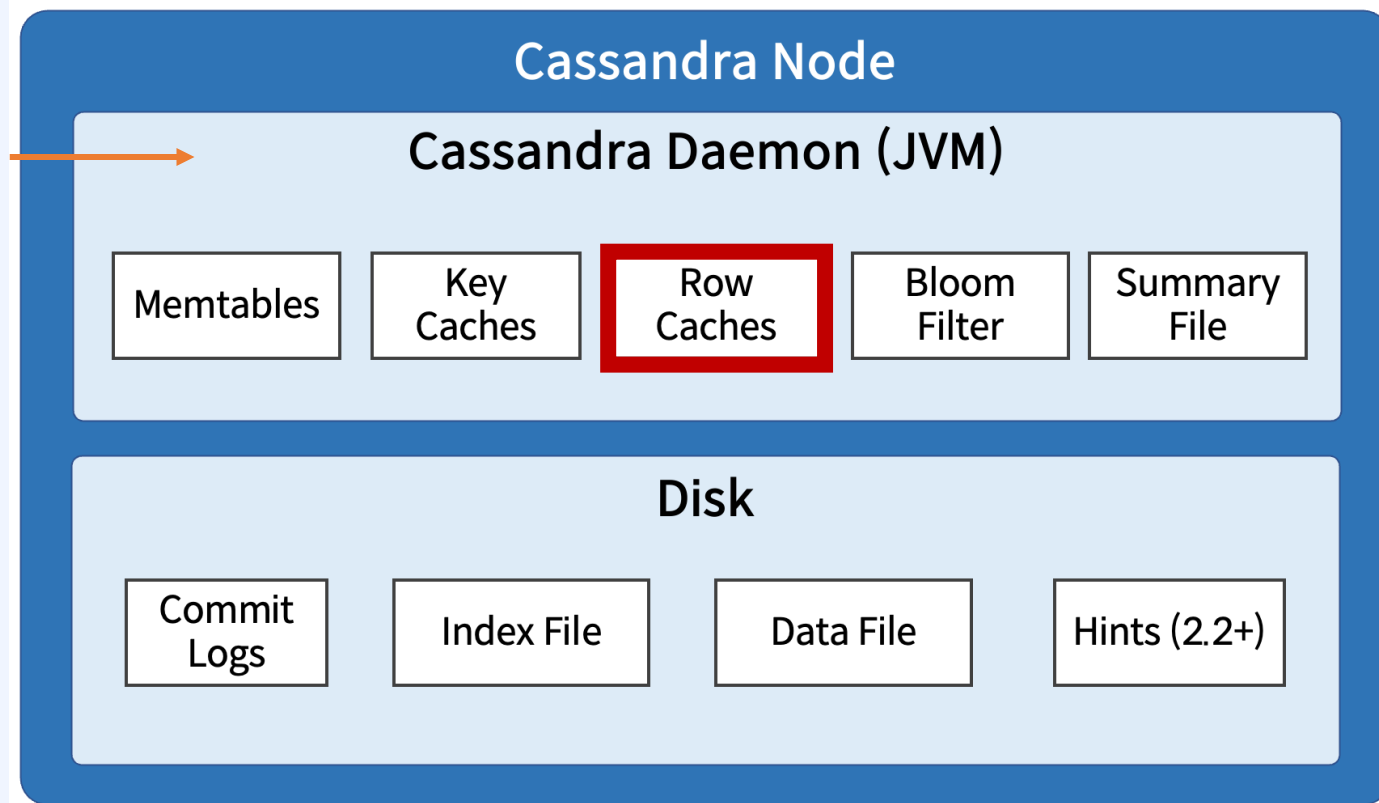 Cassandra Node
Cassandra Daemon (JVM)
Memtables
Key
Caches
Row
Caches
Bloom
Filter
Summary
File
Disk
Commit
Logs
Index File
Data File
Hints (2.2+)